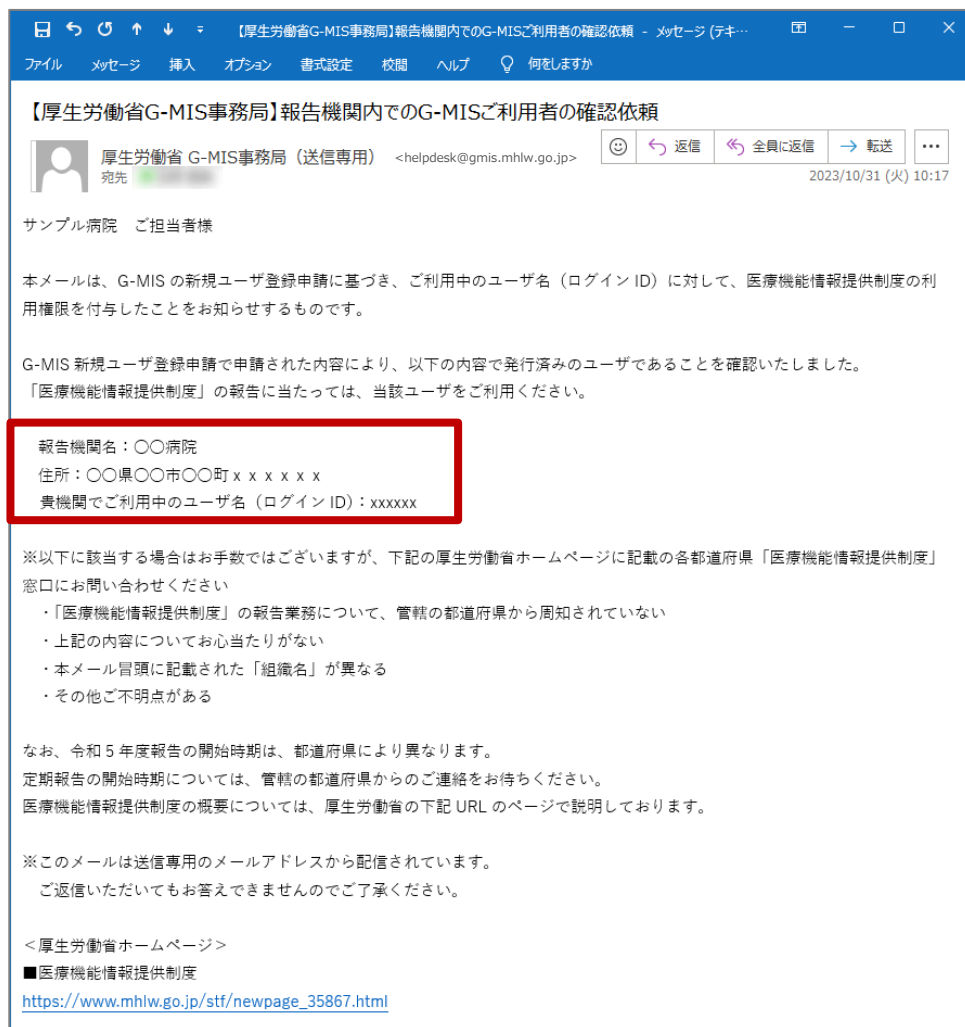 【厚生労働省G-MIS事務局】報告機関内でのG-MISご利用者の確認依頼 - メッセージ (テキ…
ファイル メッセージ 挿入 オプション 書式設定 校閲 ヘルプ 何をしますか
【厚生労働省G-MIS事務局】報告機関内でのG-MISご利用者の確認依頼
厚生労働省 G-MIS事務局（送信専用） <helpdesk@gmis.mhlw.go.jp>
返信 全員に返信 転送 …
宛先
2023/10/31 (火) 10:17
サンプル病院　ご担当者様
本メールは、G-MIS の新規ユーザ登録申請に基づき、ご利用中のユーザ名（ログイン ID）に対して、医療機能情報提供制度の利
用権限を付与したことをお知らせするものです。
G-MIS 新規ユーザ登録申請で申請された内容により、以下の内容で発行済みのユーザであることを確認いたしました。
「医療機能情報提供制度」の報告に当たっては、当該ユーザをご利用ください。
報告機関名：〇〇病院
住所：〇〇県〇〇市〇〇町ｘｘｘｘｘｘ
貴機関でご利用中のユーザ名（ログイン ID）：xxxxxx
※以下に該当する場合はお手数ではございますが、下記の厚生労働省ホームページに記載の各都道府県「医療機能情報提供制度」
窓口にお問い合わせください
・「医療機能情報提供制度」の報告業務について、管轄の都道府県から周知されていない
・上記の内容についてお心当たりがない
・本メール冒頭に記載された「組織名」が異なる
・その他ご不明点がある
なお、令和 5 年度報告の開始時期は、都道府県により異なります。
定期報告の開始時期については、管轄の都道府県からのご連絡をお待ちください。
医療機能情報提供制度の概要については、厚生労働省の下記 URL のページで説明しております。
※このメールは送信専用のメールアドレスから配信されています。
ご返信いただいてもお答えできませんのでご了承ください。
＜厚生労働省ホームページ＞
■医療機能情報提供制度
https://www.mhlw.go.jp/stf/newpage_35867.html